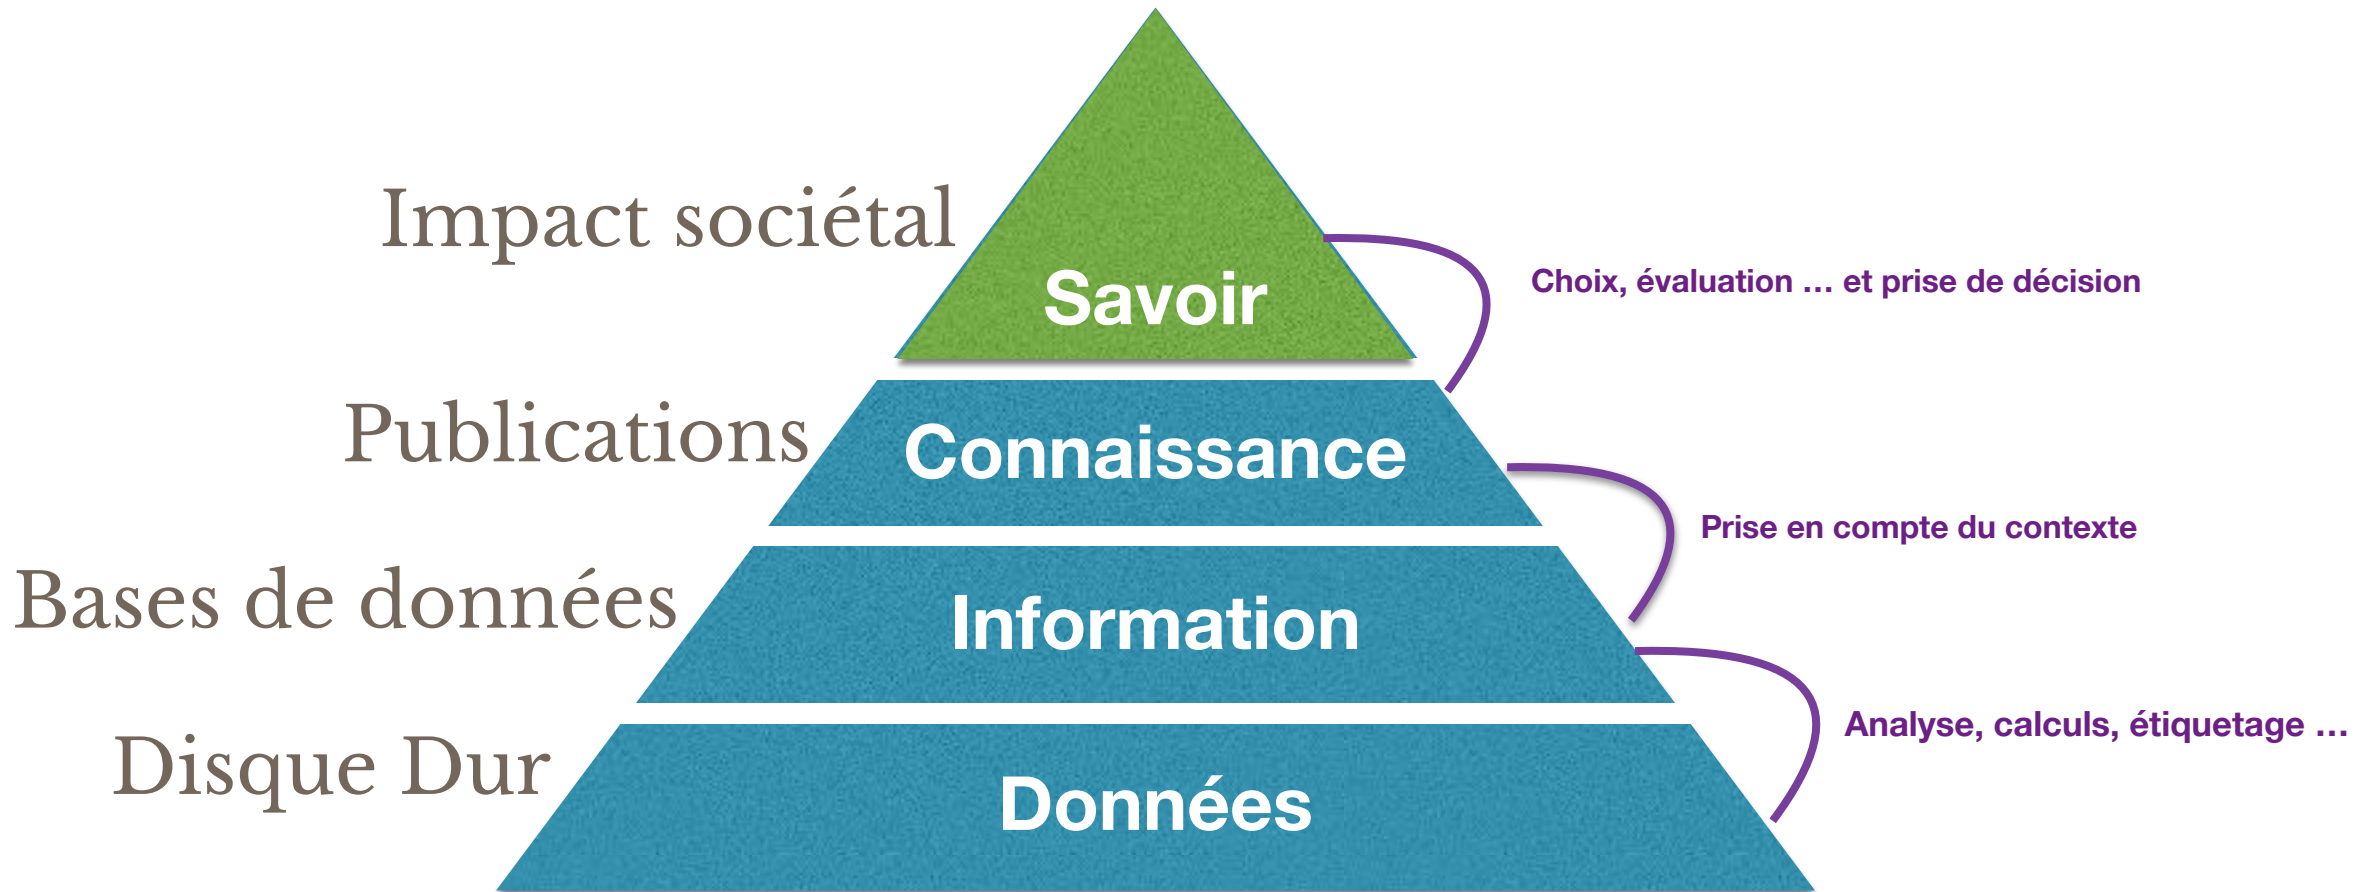 Impact sociétal
Savoir
Choix, évaluation … et prise de décision
Publications
Connaissance
Prise en compte du contexte
Bases de données
Information
Analyse, calculs, étiquetage …
Disque Dur
Données